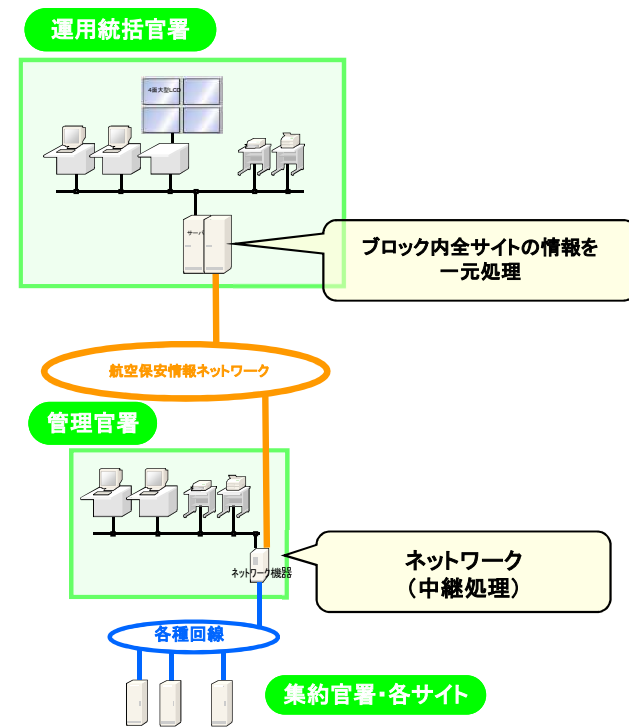 運用統括官署
4面大型LCD
サーバ
ブロック内全サイトの情報を
一元処理
航空保安情報ネットワーク
管理官署
ネットワーク機器
ネットワーク
（中継処理）
各種回線
集約官署・各サイト